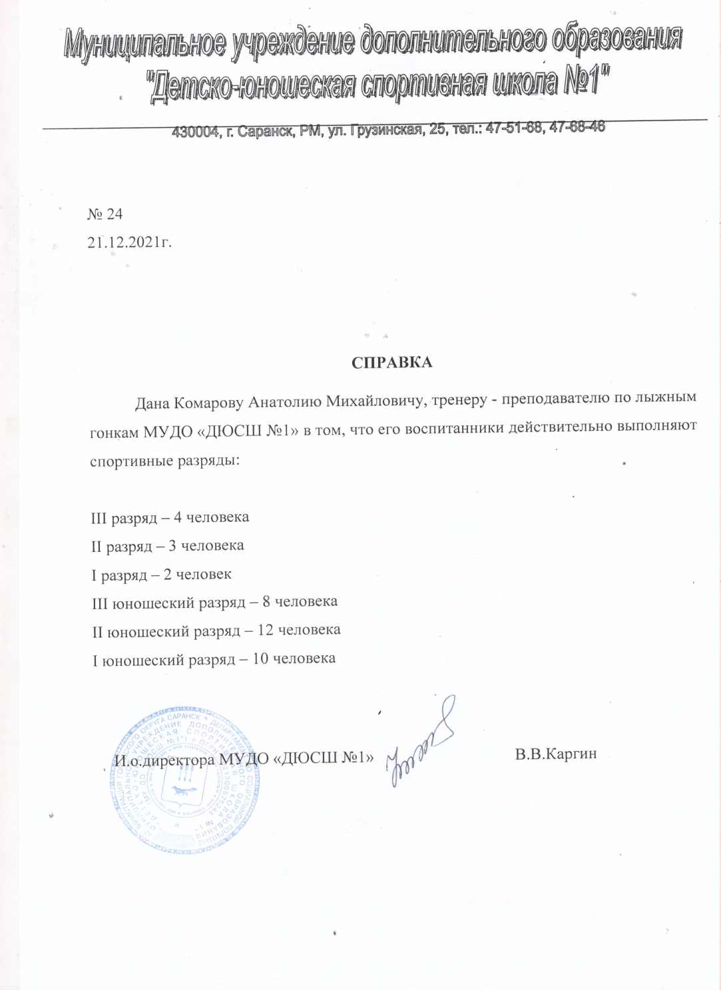 Муниципальное учреждение дополнительного образования
"Детско-юношеская спортивная школа №1"
430004, г. Саранск, РМ, ул. Грузинская, 25, тел.: 47-51-68, 47-68-46
№ 24
21.12.2021г.
СПРАВКА
Дана Комарову Анатолию Михайловичу, тренеру - преподавателю по лыжным
гонкам МУДО «ДЮСШ №1» в том, что его воспитанники действительно выполняют
спортивные разряды:
III разряд – 4 человека
II разряд – 3 человека
I разряд – 2 человек
III юношеский разряд – 8 человека
II юношеский разряд – 12 человека
I юношеский разряд – 10 человека
И.о.директора МУДО «ДЮСШ №1» В.В.Каргин